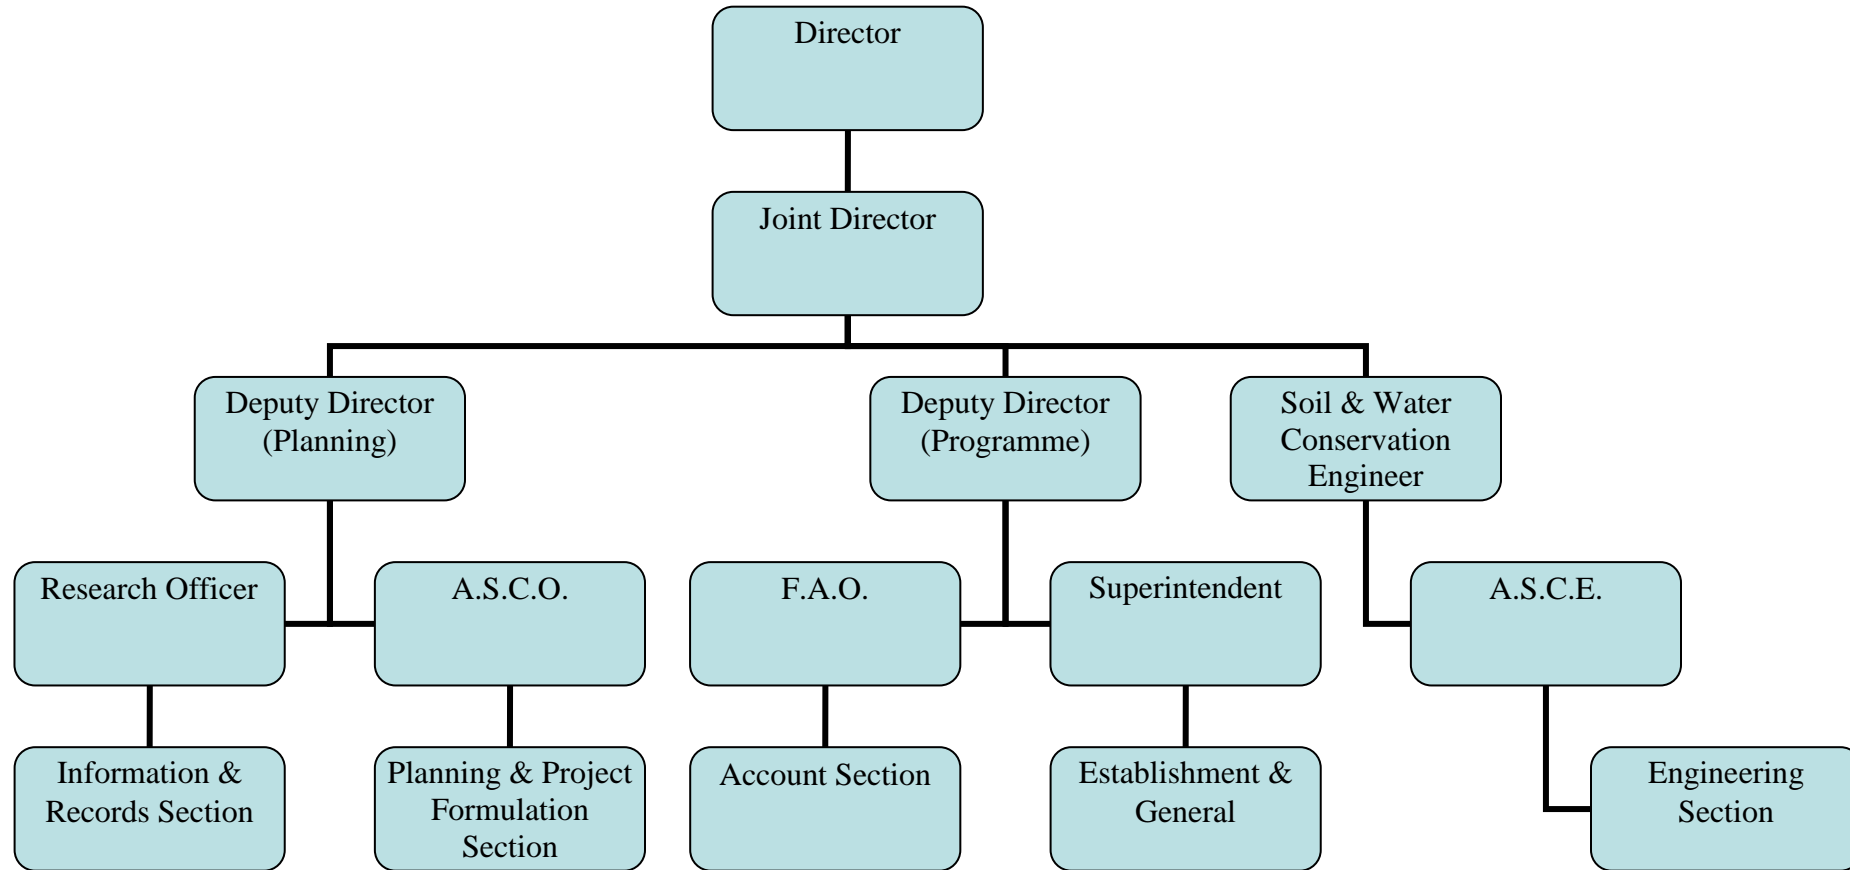 Director
Joint Director
Deputy Director
(Planning)
Deputy Director
(Programme)
Soil & Water
Conservation
Engineer
Research Officer
A.S.C.O.
F.A.O.
Superintendent
A.S.C.E.
Information &
Records Section
Planning & Project
Formulation
Section
Account Section
Establishment &
General
Engineering
Section